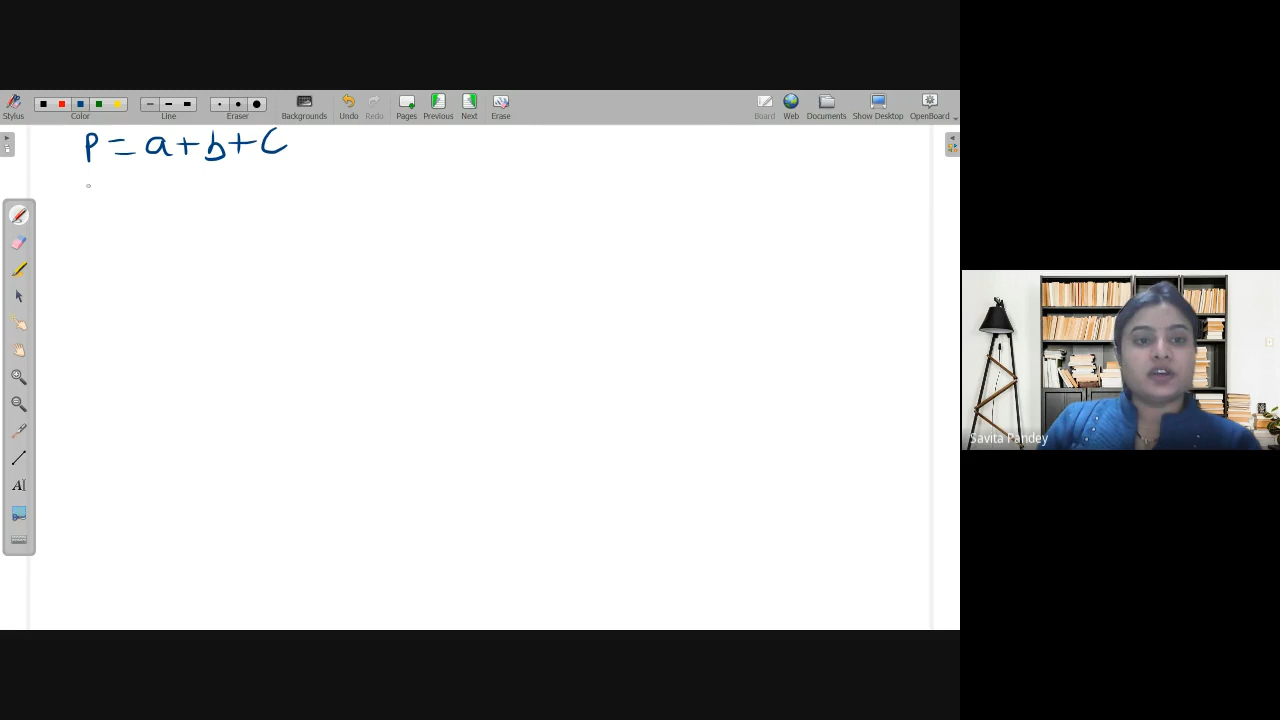 Stylus Color Line Eraser Backgrounds Undo Redo Pages Previous Next Erase Board Web Documents Show Desktop OpenBoard
P = a + b + c
AI
Savita Pandey